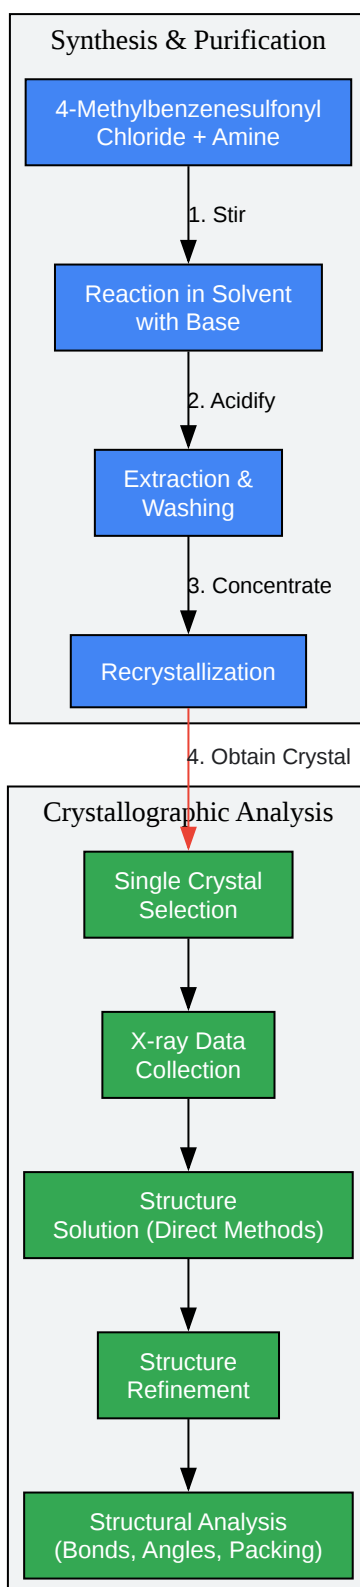 Synthesis & Purification
4-Methylbenzenesulfonyl
Chloride + Amine
1. Stir
Reaction in Solvent
with Base
2. Acidify
Extraction &
Washing
3. Concentrate
Recrystallization
4. Obtain Crystal
Crystallographic Analysis
Single Crystal
Selection
X-ray Data
Collection
Structure
Solution (Direct Methods)
Structure
Refinement
Structural Analysis
(Bonds, Angles, Packing)